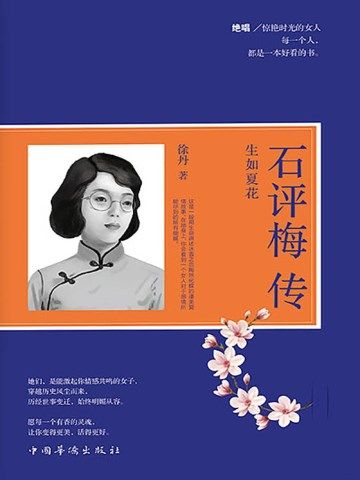 绝唱／惊艳时光的女人
每一个人，
都是一本好看的书。
石评梅 传
生如夏花
徐丹 著
她们，是能激起你情感共鸣的女子，
穿越历史风尘而来，
历经世事变迁，始终明媚从容。
愿每一个有香的灵魂，
让你变得更美，活得更好。
中国华侨出版社